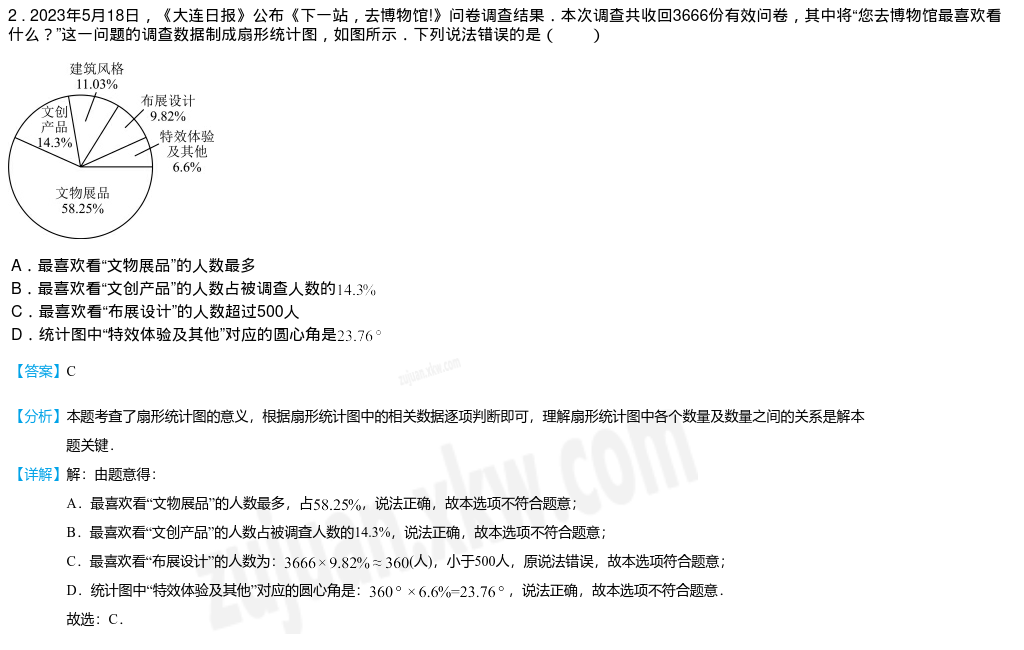 2．2023年5月18日，《大连日报》公布《下一站，去博物馆!》问卷调查结果．本次调查共收回3666份有效问卷，其中将“您去博物馆最喜欢看
什么？”这一问题的调查数据制成扇形统计图，如图所示．下列说法错误的是（　　）
建筑风格
11.03%
布展设计
9.82%
文创
产品
14.3%
特效体验
及其他
6.6%
文物展品
58.25%
A．最喜欢看“文物展品”的人数最多
B．最喜欢看“文创产品”的人数占被调查人数的14.3%
C．最喜欢看“布展设计”的人数超过500人
D．统计图中“特效体验及其他”对应的圆心角是23.76°
【答案】C
【分析】本题考查了扇形统计图的意义，根据扇形统计图中的相关数据逐项判断即可，理解扇形统计图中各个数量及数量之间的关系是解本
题关键．
【详解】解：由题意得：
A．最喜欢看“文物展品”的人数最多，占58.25%，说法正确，故本选项不符合题意；
B．最喜欢看“文创产品”的人数占被调查人数的14.3%，说法正确，故本选项不符合题意；
C．最喜欢看“布展设计”的人数为：3666×9.82%≈360(人)，小于500人，原说法错误，故本选项符合题意；
D．统计图中“特效体验及其他”对应的圆心角是：360°×6.6%=23.76°，说法正确，故本选项不符合题意．
故选：C．
zujuan.xkw.com
zujuan.xkw.com